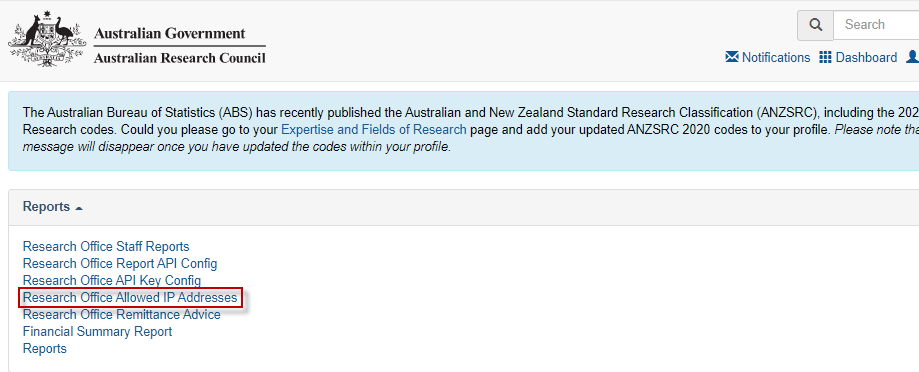 Australian Government
Australian Research Council
Search
Notifications
Dashboard
The Australian Bureau of Statistics (ABS) has recently published the Australian and New Zealand Standard Research Classification (ANZSRC), including the 202
Research codes. Could you please go to your Expertise and Fields of Research page and add your updated ANZSRC 2020 codes to your profile. Please note tha
message will disappear once you have updated the codes within your profile.
Reports
Research Office Staff Reports
Research Office Report API Config
Research Office API Key Config
Research Office Allowed IP Addresses
Research Office Remittance Advice
Financial Summary Report
Reports